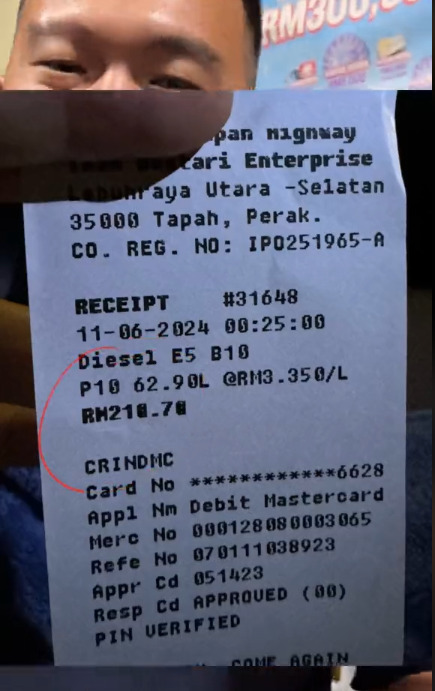 RM300,
pan Highway
tari Enterprise
Lebuhraya Utara -Selatan
35000 Tapah, Perak.
CO. REG. NO: IP0251965-A
RECEIPT #31648
11-06-2024 00:25:00
Diesel E5 B10
P10 62.90L @RM3.350/L
RM210.70
CRINDMC
Card No ************6628
Appl Nm Debit Mastercard
Merc No 000128080003065
Refe No 070111038923
Appr Cd 051423
Resp Cd APPROVED (00)
PIN VERIFIED
COME AGAIN